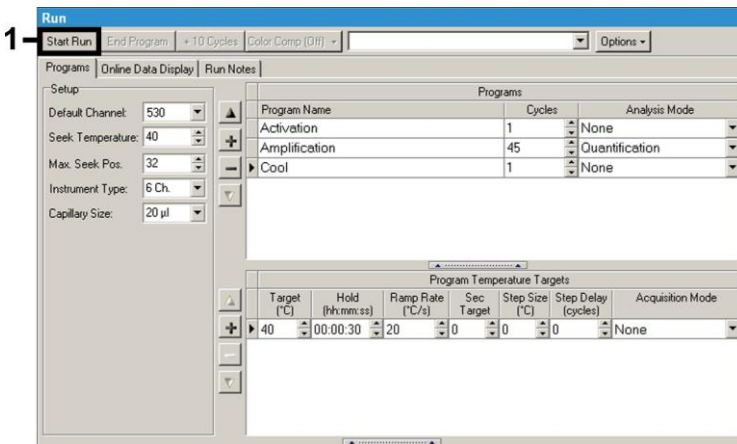 Run
1
Start Run End Program + 10 Cycles Color Comp (Off) Options
Programs Online Data Display Run Notes
Setup
Default Channel: 530
Seek Temperature: 40
Max. Seek Pos. 32
Instrument Type: 6 Ch.
Capillary Size: 20 µl
Programs
Program Name Cycles Analysis Mode
Activation 1 None
Amplification 45 Quantification
Cool 1 None
Program Temperature Targets
Target (°C) Hold (hh:mm:ss) Ramp Rate (°C/s) Sec Target Step Size (°C) Step Delay (cycles) Acquisition Mode
40 00:00:30 20 0 0 0 None